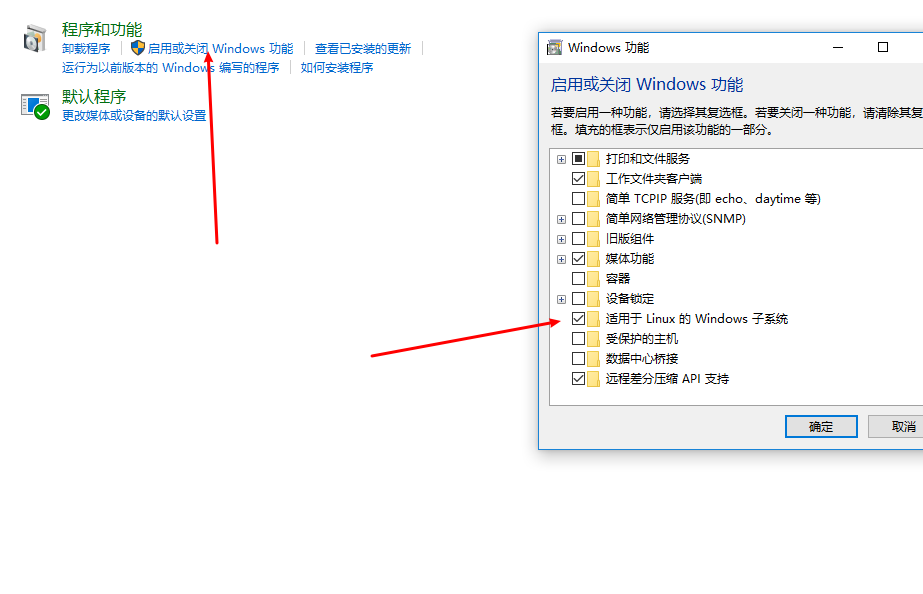 程序和功能
卸载程序 启用或关闭 Windows 功能 查看已安装的更新
运行为以前版本的 Windows 编写的程序 如何安装程序
默认程序
更改媒体或设备的默认设置
Windows 功能
启用或关闭 Windows 功能
若要启用一种功能，请选择其复选框。若要关闭一种功能，请清除其复
框。填充的框表示仅启用该功能的一部分。
打印和文件服务
工作文件夹客户端
简单 TCPIP 服务(即 echo、daytime 等)
简单网络管理协议(SNMP)
旧版组件
媒体功能
容器
设备锁定
适用于 Linux 的 Windows 子系统
受保护的主机
数据中心桥接
远程差分压缩 API 支持
确定 取消